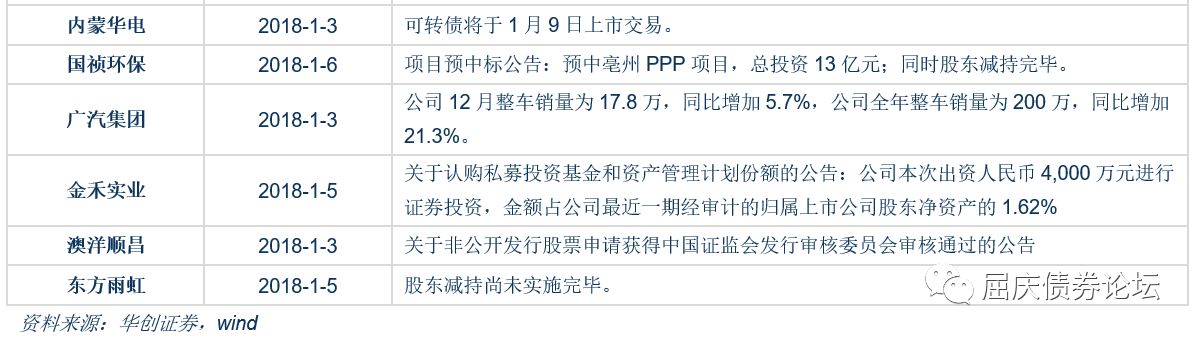 内蒙华电 2018-1-3 可转债将于 1 月 9 日上市交易。
国祯环保 2018-1-6 项目预中标公告：预中亳州 PPP 项目，总投资 13 亿元；同时股东减持完毕。
广汽集团 2018-1-3 公司 12 月整车销量为 17.8 万，同比增加 5.7%，公司全年整车销量为 200 万，同比增加
21.3%。
金禾实业 2018-1-5 关于认购私募投资基金和资产管理计划份额的公告：公司本次出资人民币 4,000 万元进行
证券投资，金额占公司最近一期经审计的归属上市公司股东净资产的 1.62%
澳洋顺昌 2018-1-3 关于非公开发行股票申请获得中国证监会发行审核委员会审核通过的公告
东方雨虹 2018-1-5 股东减持尚未实施完毕。
屈庆债券论坛
资料来源：华创证券，wind